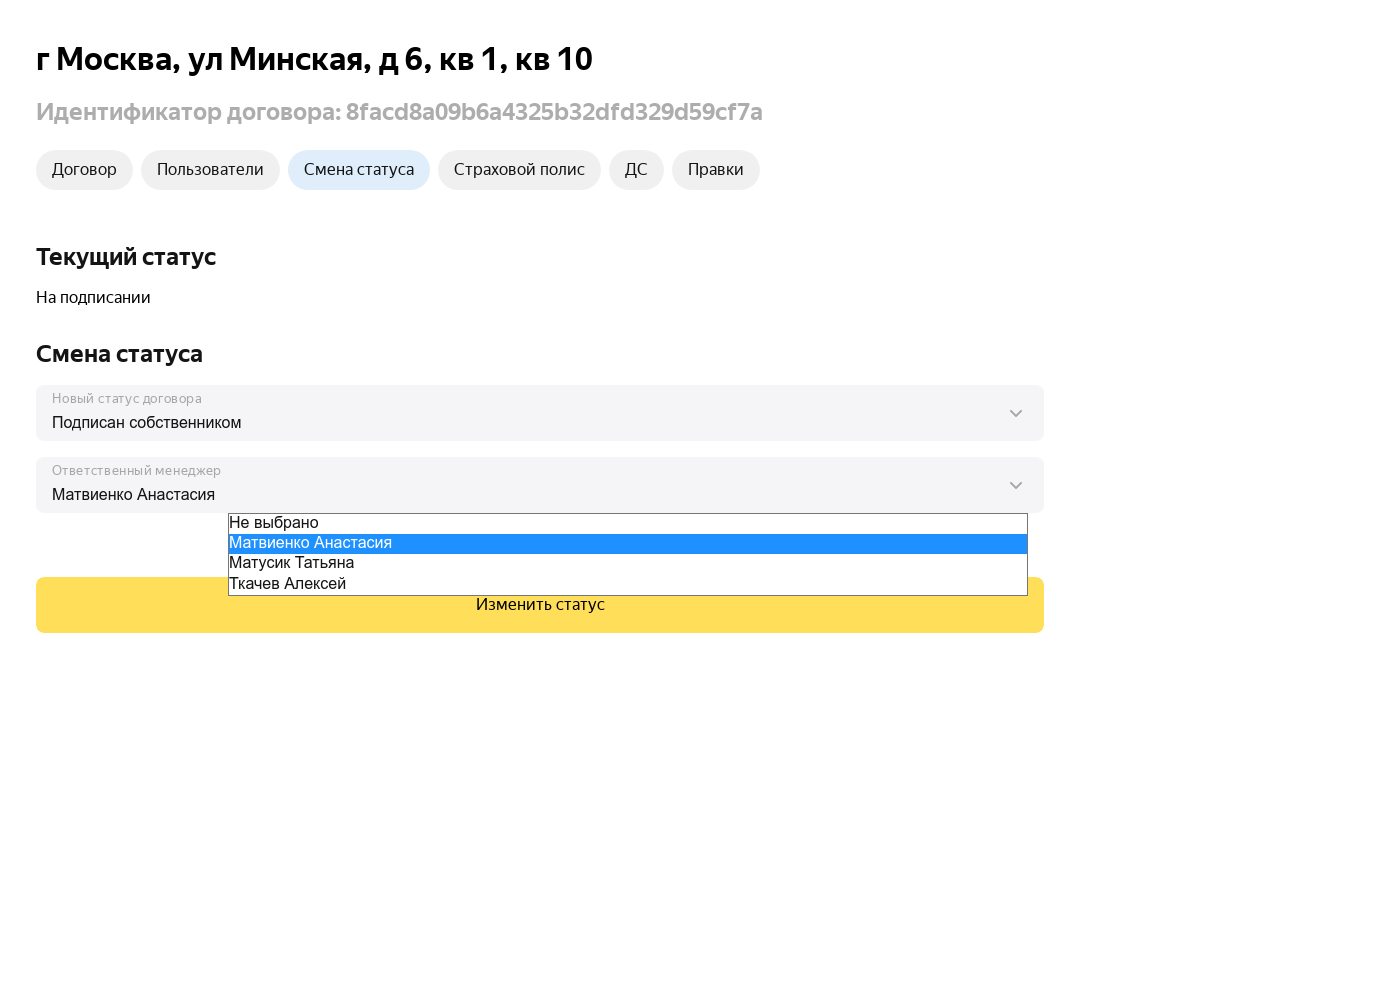 г Москва, ул Минская, д 6, кв 1, кв 10
Идентификатор договора: 8facd8a09b6a4325b32dfd329d59cf7a
Договор Пользователи Смена статуса Страховой полис ДС Правки
Текущий статус
На подписании
Смена статуса
Новый статус договора
Подписан собственником
Ответственный менеджер
Матвиенко Анастасия
Не выбрано
Матвиенко Анастасия
Матусик Татьяна
Ткачев Алексей
Изменить статус